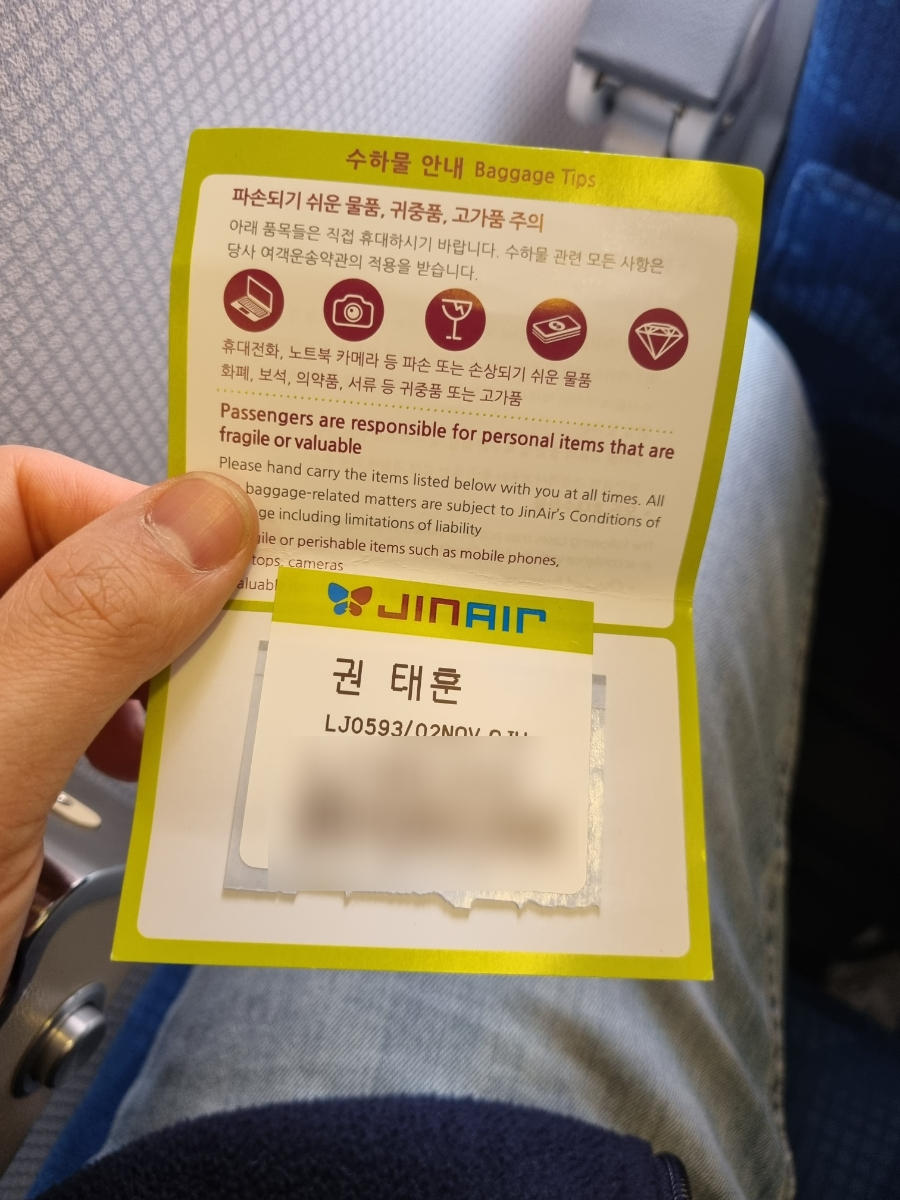 수하물 안내 Baggage Tips
파손되기 쉬운 물품, 귀중품, 고가품 주의
아래 품목들은 직접 휴대하시기 바랍니다. 수하물 관련 모든 사항은
당사 여객운송약관의 적용을 받습니다.
휴대전화, 노트북 카메라 등 파손 또는 손상되기 쉬운 물품
화폐, 보석, 의약품, 서류 등 귀중품 또는 고가품
Passengers are responsible for personal items that are
fragile or valuable
Please hand carry the items listed below with you at all times. All
baggage-related matters are subject to JinAir's Conditions of
including limitations of liability
or perishable items such as mobile phones,
cameras
JINAIR
권 태훈
LJ0593/02NOV